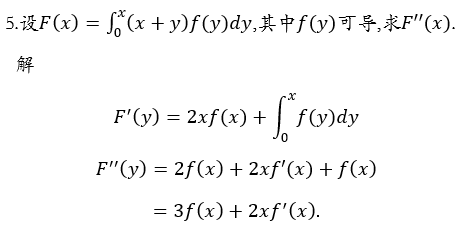 5.设F(x) = ∫₀ˣ(x + y)f(y)dy,其中f(y)可导,求F''(x).
解
F'(y) = 2xf(x) + ∫₀ˣ f(y)dy
F''(y) = 2f(x) + 2xf'(x) + f(x)
= 3f(x) + 2xf'(x).